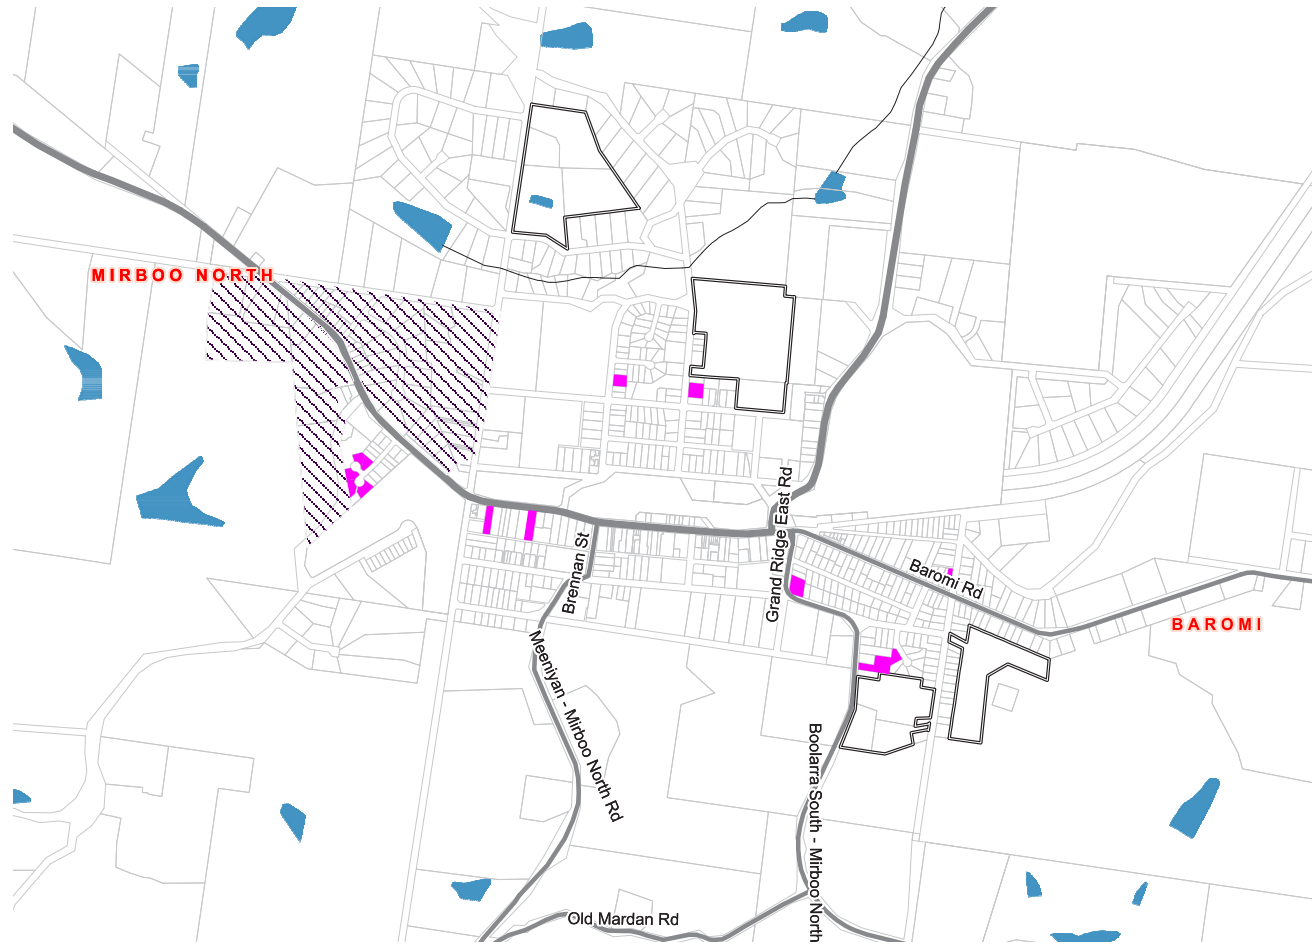 MIRBOO NORTH
Grand Ridge East Rd
Brennan St
Baromi Rd
BAROMI
Meeniyan - Mirboo North Rd
Boolarra South - Mirboo North
Old Mardan Rd